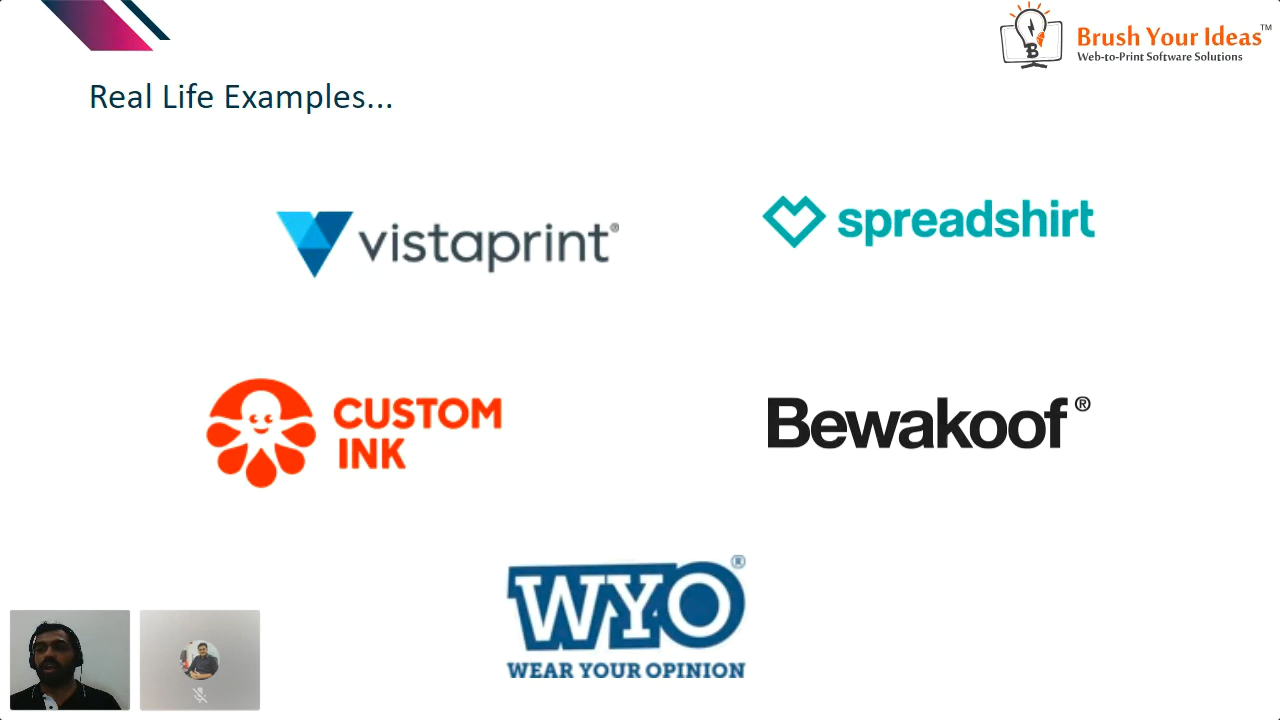 Brush Your Ideas™
Web-to-Print Software Solutions
Real Life Examples...
vistaprint®
spreadshirt
CUSTOM
INK
Bewakoof®
WYO®
WEAR YOUR OPINION